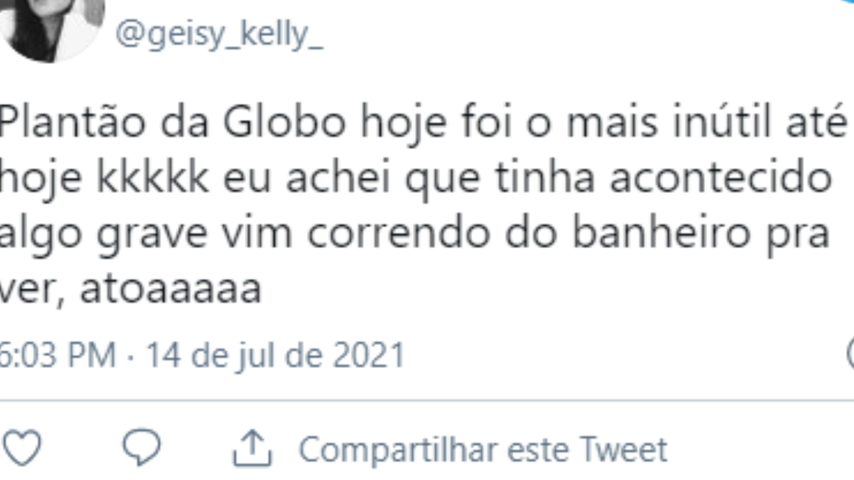 @geisy_kelly_
Plantão da Globo hoje foi o mais inútil até
hoje kkkkk eu achei que tinha acontecido
algo grave vim correndo do banheiro pra
ver, atoaaaaa
6:03 PM · 14 de jul de 2021
Compartilhar este Tweet